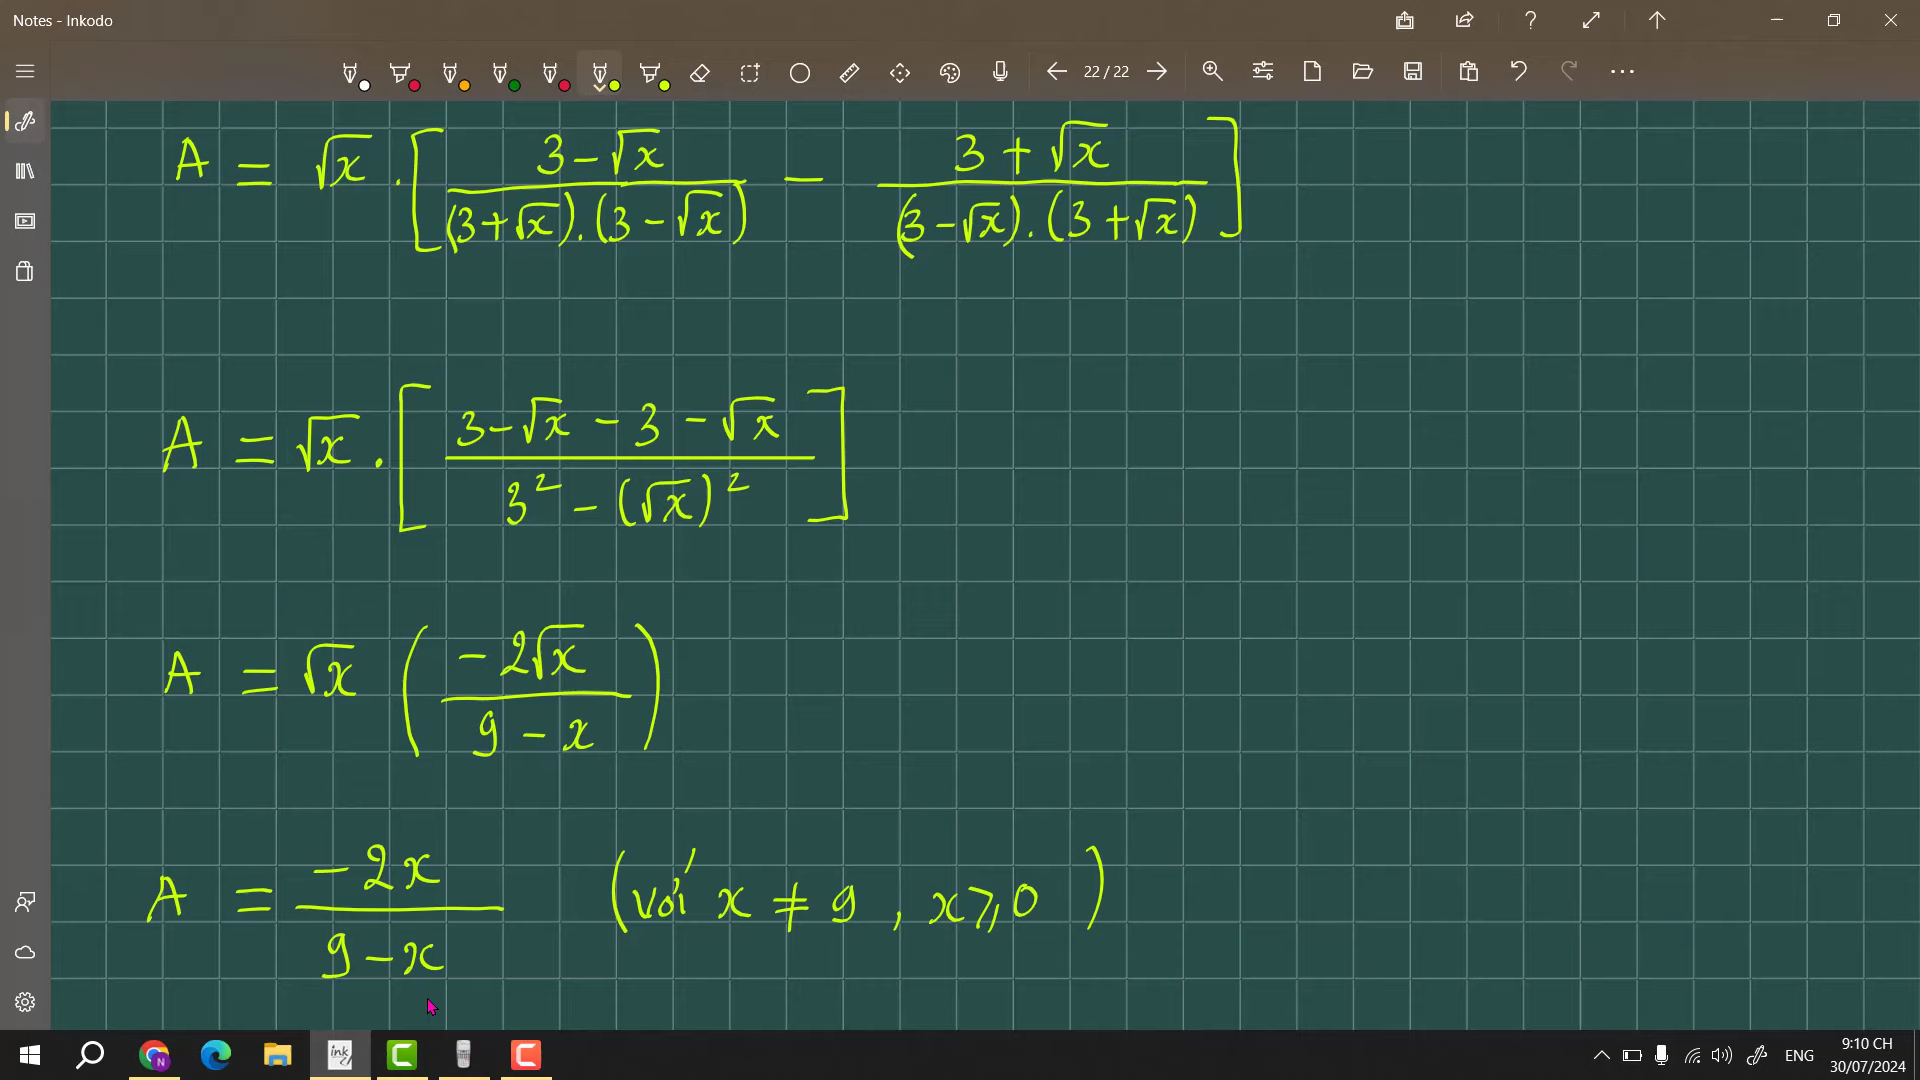 Notes - Inkodo
22 / 22
A = √x . [ (3 - √x) / ((3 + √x) . (3 - √x)) - (3 + √x) / ((3 - √x) . (3 + √x)) ]
A = √x . [ (3 - √x - 3 - √x) / (3² - (√x)²) ]
A = √x ( (-2√x) / (9 - x) )
A = (-2x) / (9 - x) (với x ≠ 9 , x ⩾ 0 )
ink
ENG
9:10 CH
30/07/2024